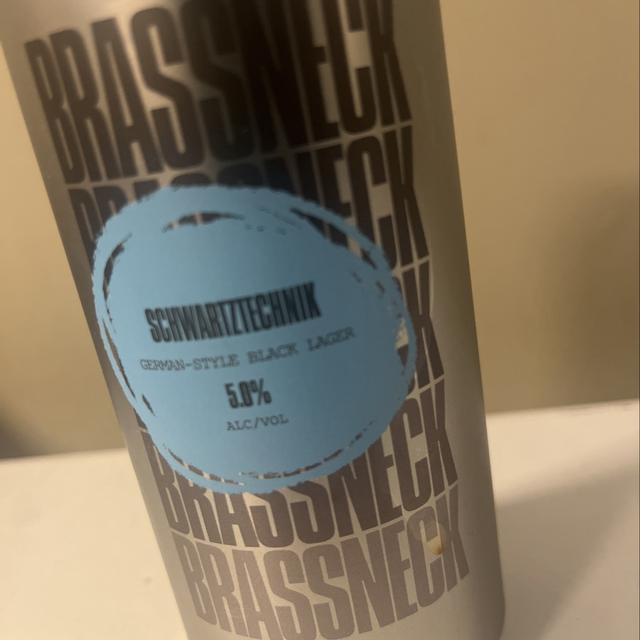 BRASSNECK
BRASSNECK
SCHWARTZTECHNIK
GERMAN-STYLE BLACK LAGER
5.0%
ALC/VOL
BRASSNECK
BRASSNECK